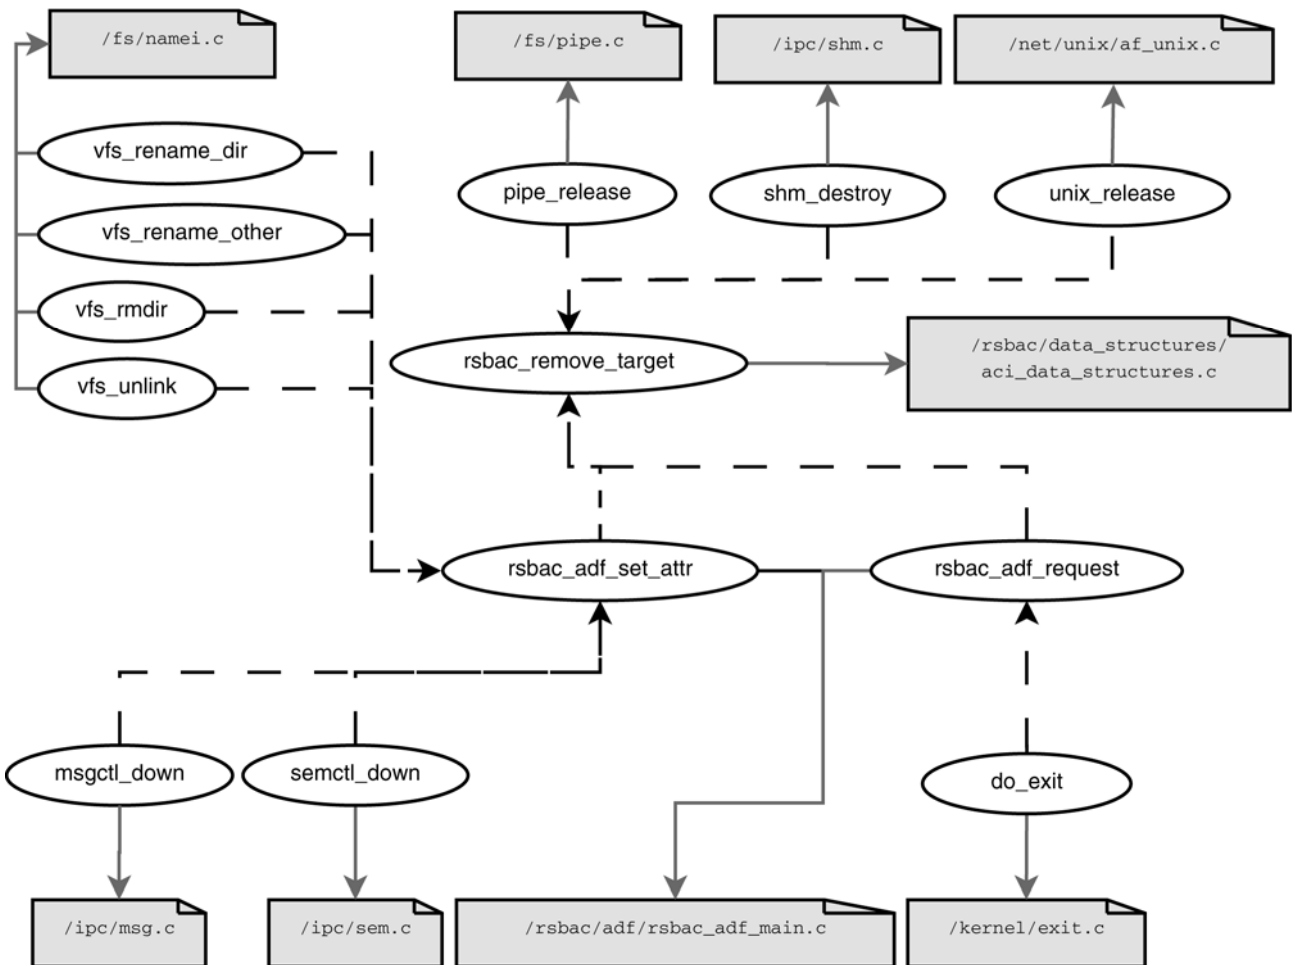 /fs/namei.c
/fs/pipe.c
/ipc/shm.c
/net/unix/af_unix.c
vfs_rename_dir
pipe_release
shm_destroy
unix_release
vfs_rename_other
vfs_rmdir
rsbac_remove_target
/rsbac/data_structures/
aci_data_structures.c
vfs_unlink
rsbac_adf_set_attr
rsbac_adf_request
msgctl_down
semctl_down
do_exit
/ipc/msg.c
/ipc/sem.c
/rsbac/adf/rsbac_adf_main.c
/kernel/exit.c